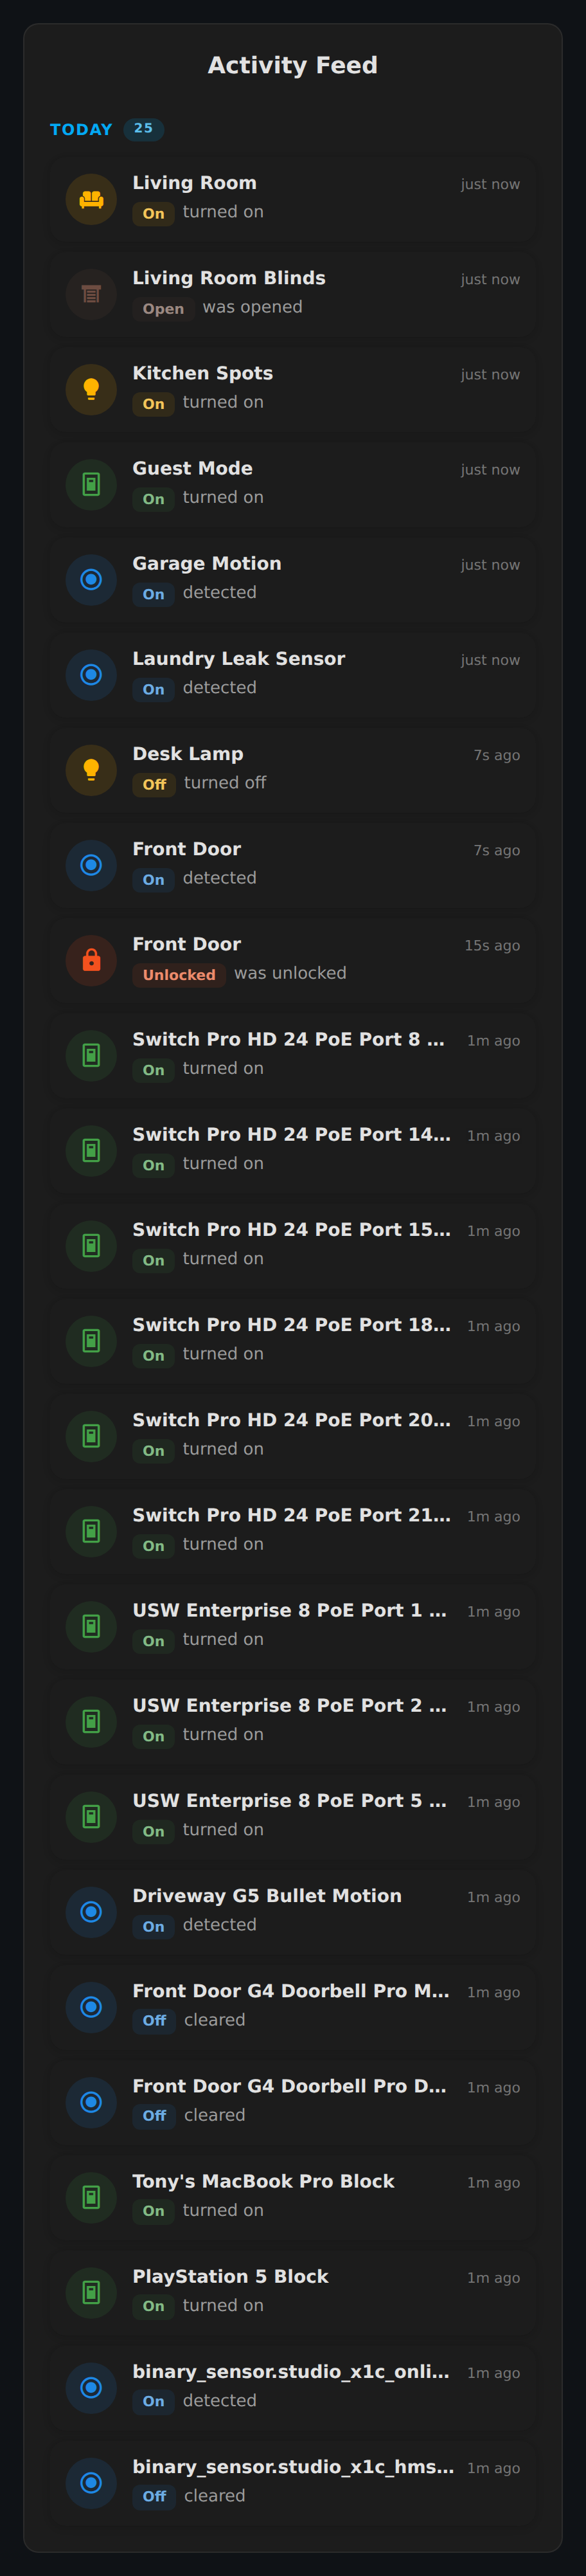 Activity Feed
TODAY 25
Living Room just now
On turned on
Living Room Blinds just now
Open was opened
Kitchen Spots just now
On turned on
Guest Mode just now
On turned on
Garage Motion just now
On detected
Laundry Leak Sensor just now
On detected
Desk Lamp 7s ago
Off turned off
Front Door 7s ago
On detected
Front Door 15s ago
Unlocked was unlocked
Switch Pro HD 24 PoE Port 8 ... 1m ago
On turned on
Switch Pro HD 24 PoE Port 14... 1m ago
On turned on
Switch Pro HD 24 PoE Port 15... 1m ago
On turned on
Switch Pro HD 24 PoE Port 18... 1m ago
On turned on
Switch Pro HD 24 PoE Port 20... 1m ago
On turned on
Switch Pro HD 24 PoE Port 21... 1m ago
On turned on
USW Enterprise 8 PoE Port 1 ... 1m ago
On turned on
USW Enterprise 8 PoE Port 2 ... 1m ago
On turned on
USW Enterprise 8 PoE Port 5 ... 1m ago
On turned on
Driveway G5 Bullet Motion 1m ago
On detected
Front Door G4 Doorbell Pro M... 1m ago
Off cleared
Front Door G4 Doorbell Pro D... 1m ago
Off cleared
Tony's MacBook Pro Block 1m ago
On turned on
PlayStation 5 Block 1m ago
On turned on
binary_sensor.studio_x1c_onli... 1m ago
On detected
binary_sensor.studio_x1c_hms... 1m ago
Off cleared